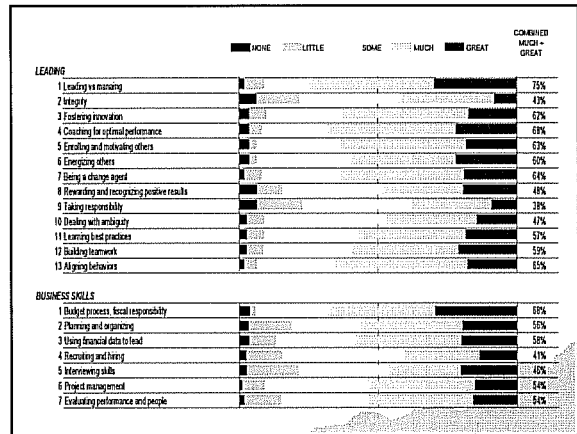 COMBINED
MUCH +
GREAT
NONE LITTLE SOME MUCH GREAT
LEADING
1 Leading vs managing 75%
2 Integrity 43%
3 Fostering innovation 62%
4 Coaching for optimal performance 68%
5 Enrolling and motivating others 63%
6 Energizing others 60%
7 Being a change agent 64%
8 Rewarding and recognizing positive results 48%
9 Taking responsibility 38%
10 Dealing with ambiguity 47%
11 Learning best practices 57%
12 Building teamwork 59%
13 Aligning behaviors 65%
BUSINESS SKILLS
1 Budget process, fiscal responsibility
2 Planning and organizing
3 Using financial data to lead 58%
4 Recruiting and hiring 41%
5 Interviewing skills 46%
6 Project management 54%
7 Evaluating performance and people 54%